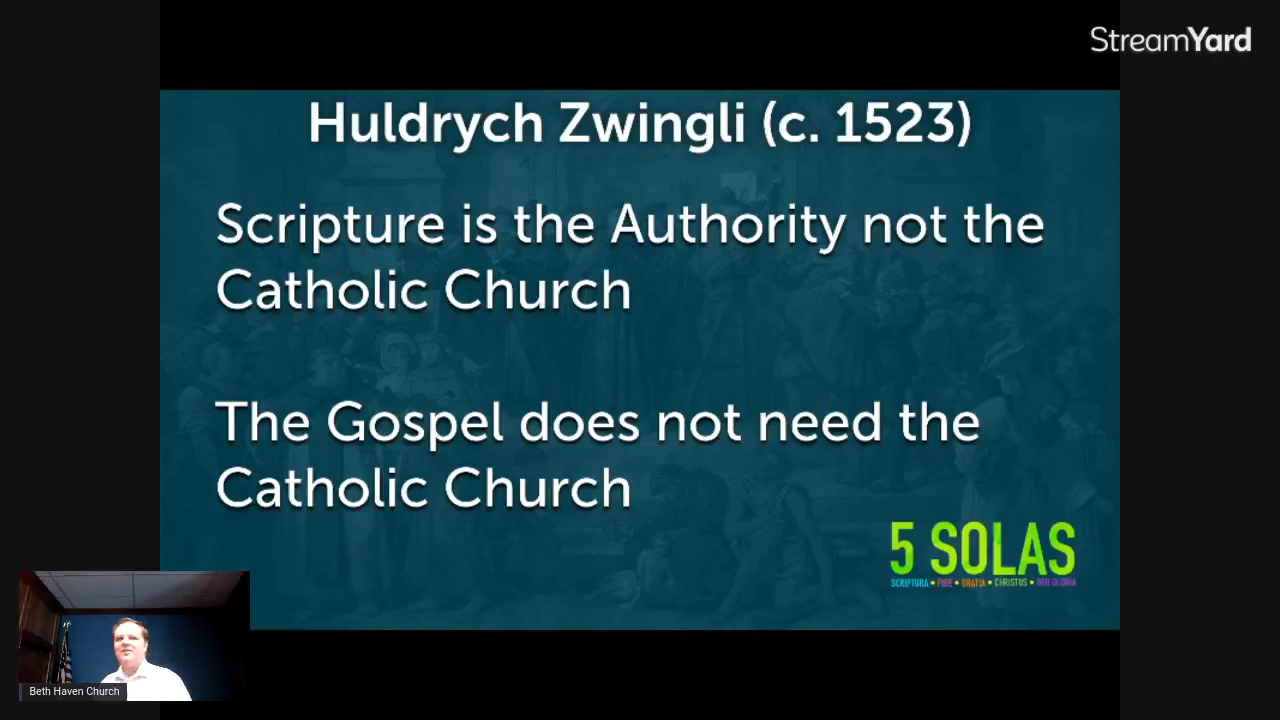 StreamYard
Huldrych Zwingli (c. 1523)
Scripture is the Authority not the
Catholic Church
The Gospel does not need the
Catholic Church
5 SOLAS
SCRIPTURA • FIDE • GRATIA • CHRISTUS • DEO GLORIA
Beth Haven Church